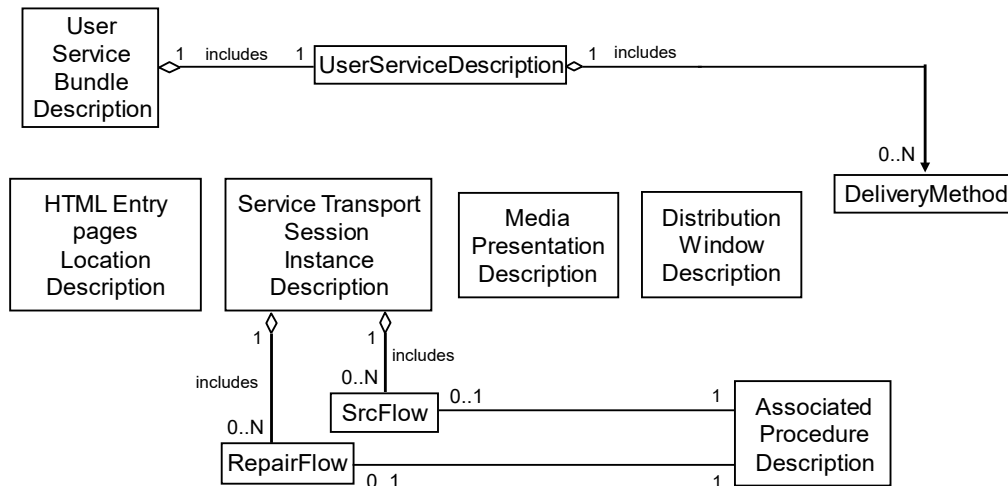 User
Service
Bundle
Description
1 includes 1
UserServiceDescription
1 includes
0..N
DeliveryMethod
HTML Entry
pages
Location
Description
Service Transport
Session
Instance
Description
Media
Presentation
Description
Distribution
Window
Description
1
includes
0..N
1
includes
0..N
SrcFlow
0..1
1
RepairFlow
0..1
1
Associated
Procedure
Description